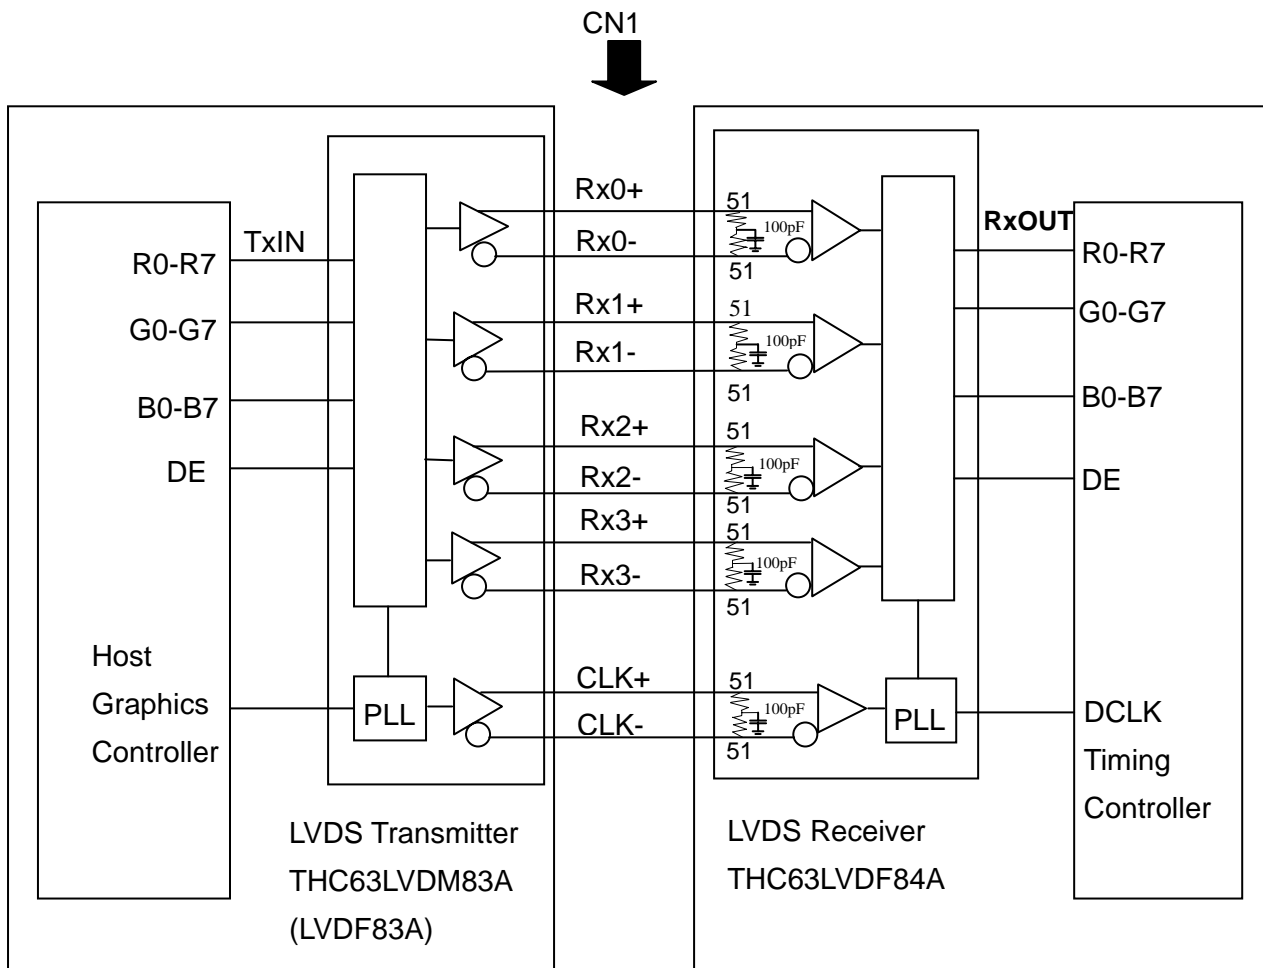 CN1
TxIN
R0-R7
G0-G7
B0-B7
DE
Host
Graphics
Controller
PLL
LVDS Transmitter
THC63LVDM83A
(LVDF83A)
Rx0+
Rx0-
Rx1+
Rx1-
Rx2+
Rx2-
Rx3+
Rx3-
CLK+
CLK-
51
100pF
51
51
100pF
51
51
100pF
51
51
100pF
51
51
100pF
51
PLL
LVDS Receiver
THC63LVDF84A
RxOUT
R0-R7
G0-G7
B0-B7
DE
DCLK
Timing
Controller